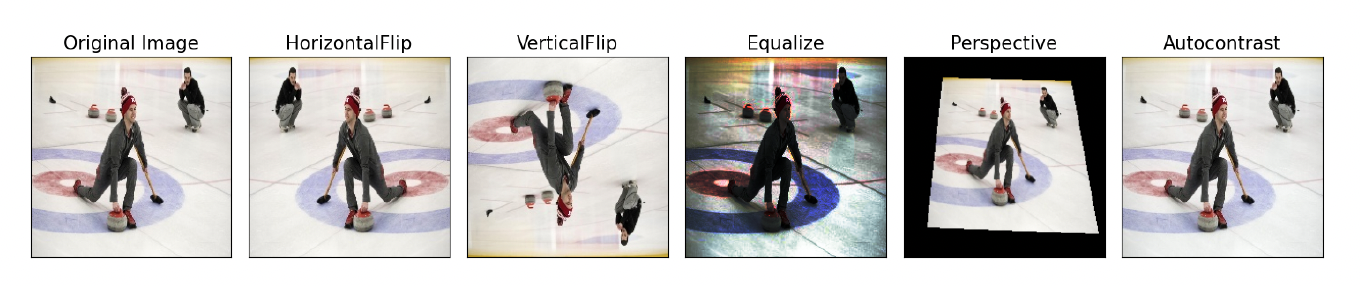 Original Image
HorizontalFlip
VerticalFlip
Equalize
Perspective
Autocontrast